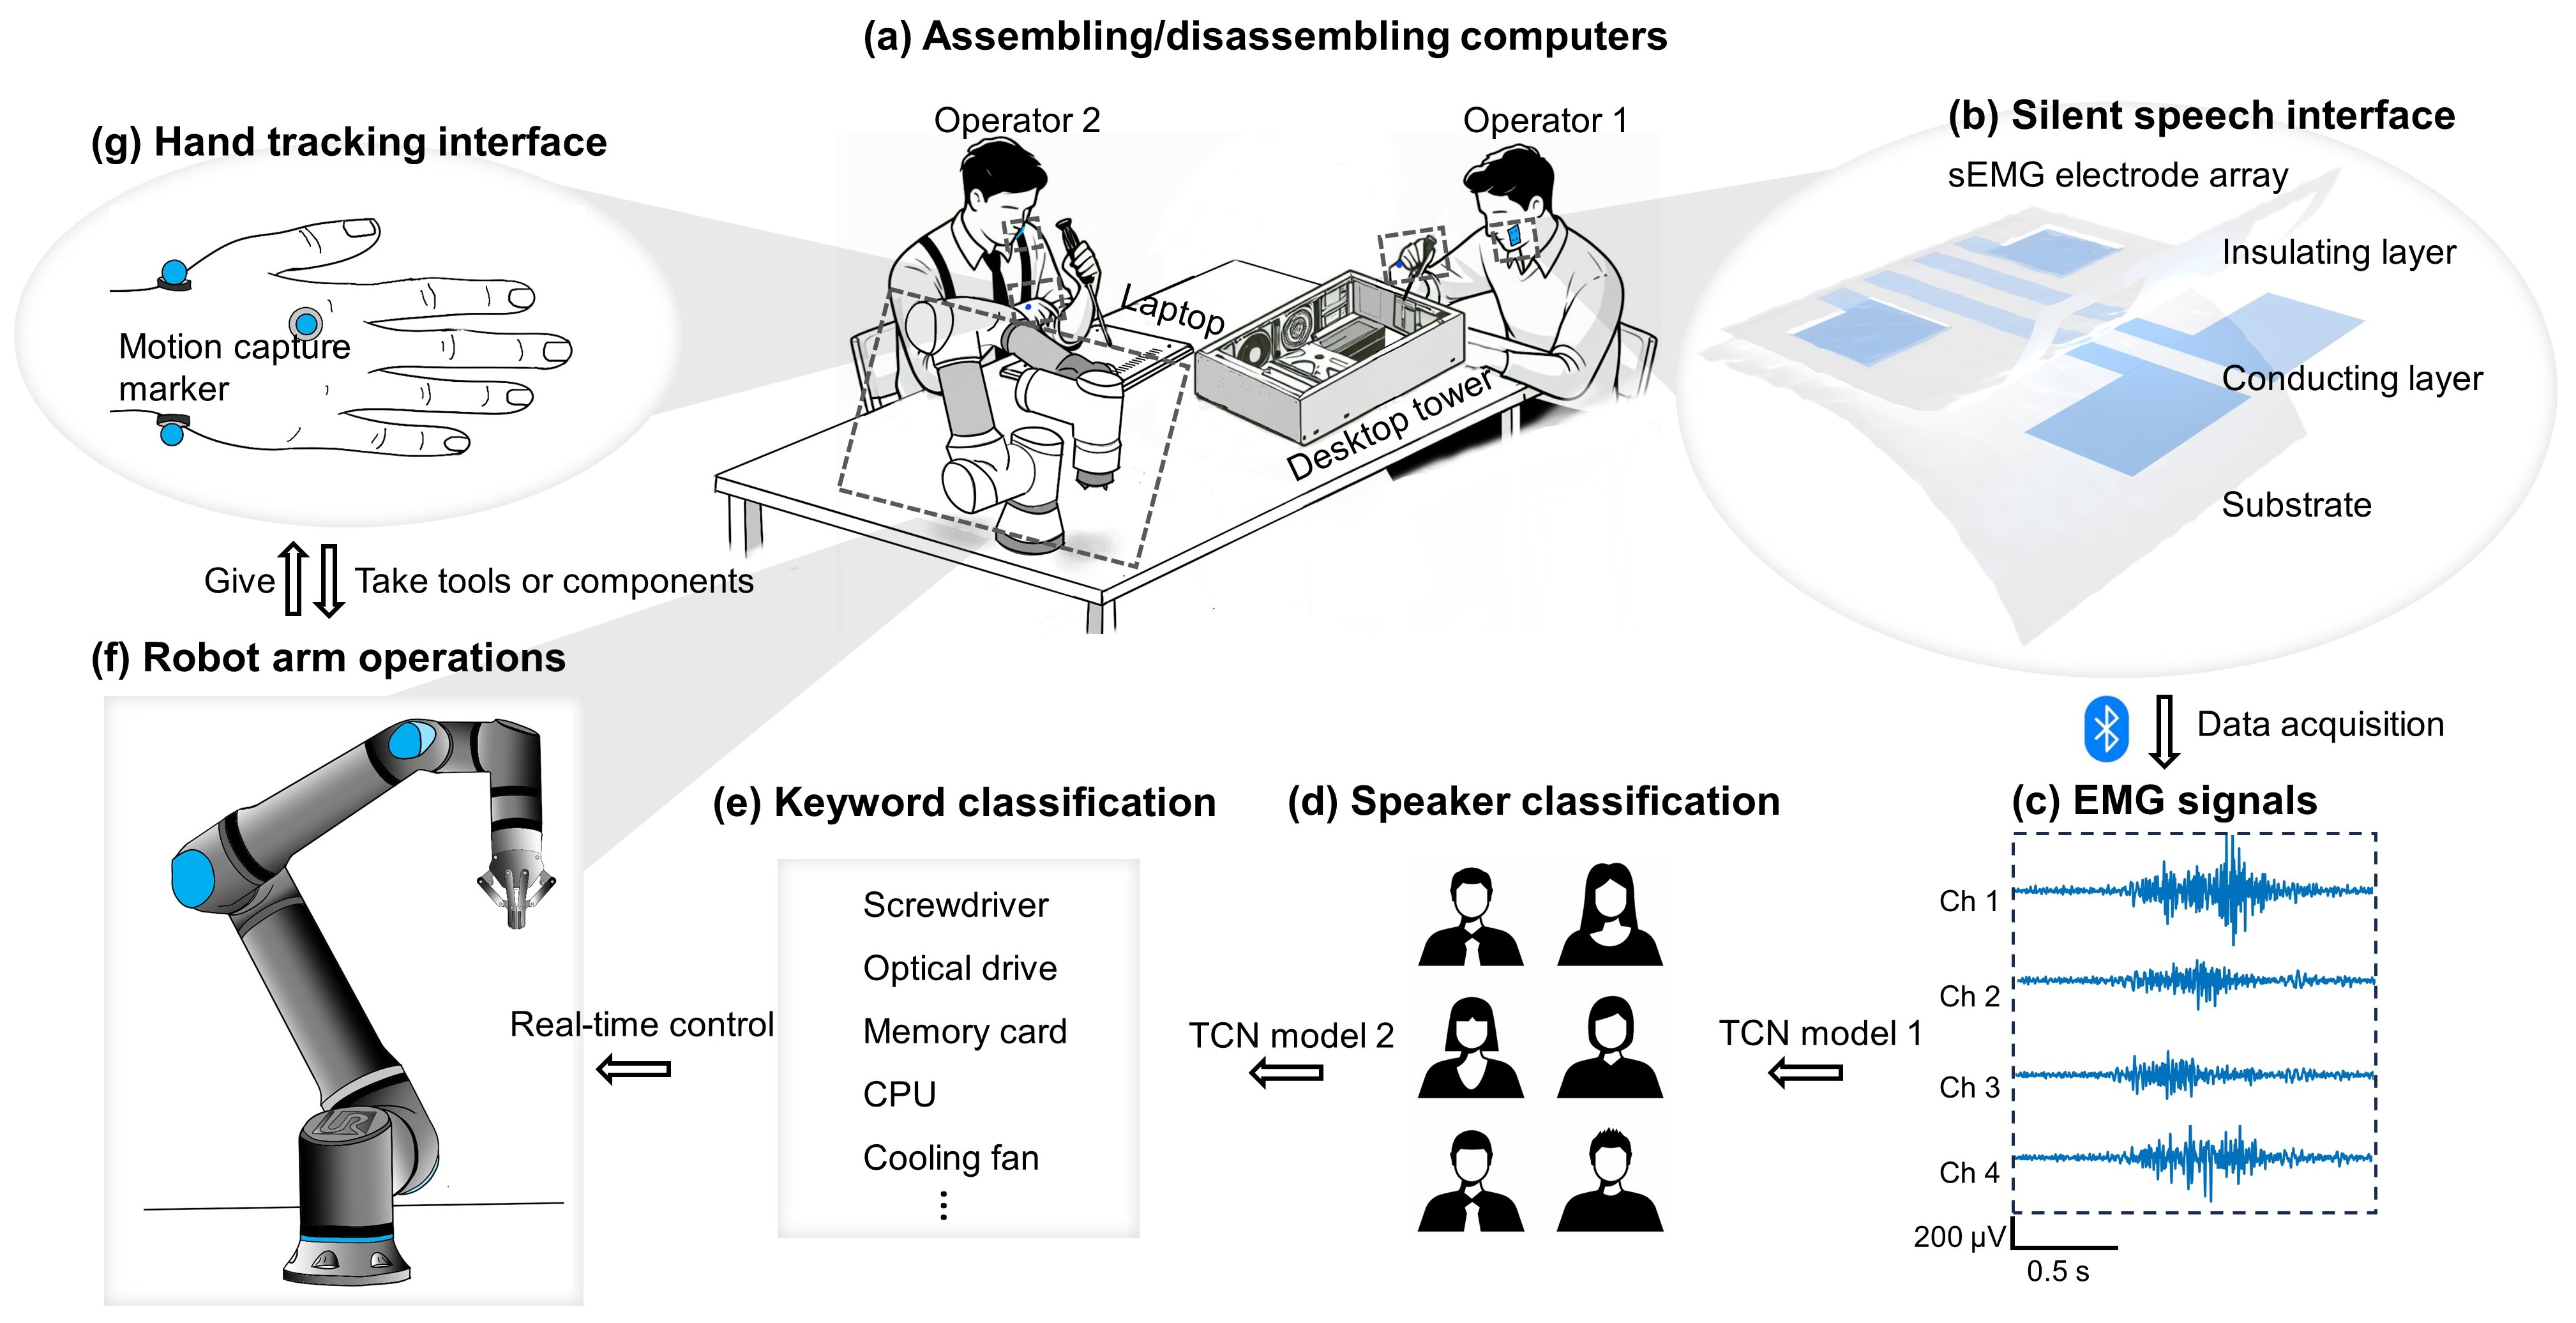 (a) Assembling/disassembling computers
Operator 2
Operator 1
Laptop
Desktop tower
(b) Silent speech interface
sEMG electrode array
Insulating layer
Conducting layer
Substrate
Data acquisition
(c) EMG signals
Ch 1
Ch 2
Ch 3
Ch 4
200 µV
0.5 s
TCN model 1
(d) Speaker classification
TCN model 2
(e) Keyword classification
Screwdriver
Optical drive
Memory card
CPU
Cooling fan
⋮
Real-time control
(f) Robot arm operations
UR
Give
Take tools or components
(g) Hand tracking interface
Motion capture
marker